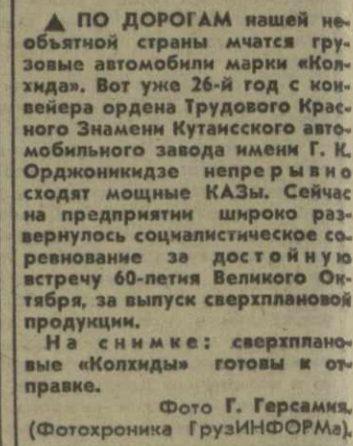 ▲ ПО ДОРОГАМ нашей не-
объятной страны мчатся гру-
зовые автомобили марки «Кол-
хида». Вот уже 26-й год с кон-
вейера ордена Трудового Крас-
ного Знамени Кутаисского авто-
мобильного завода имени Г. К.
Орджоникидзе непрерывно
сходят мощные КАЗы. Сейчас
на предприятии широко раз-
вернулось социалистическое со-
ревнование за достойную
встречу 60-летия Великого Ок-
тября, за выпуск сверхплановой
продукции.
На снимке: сверхплано-
вые «Колхиды» готовы к от-
правке.
Фото Г. Герсамия.
(Фотохроника ГрузИНФОРМа).